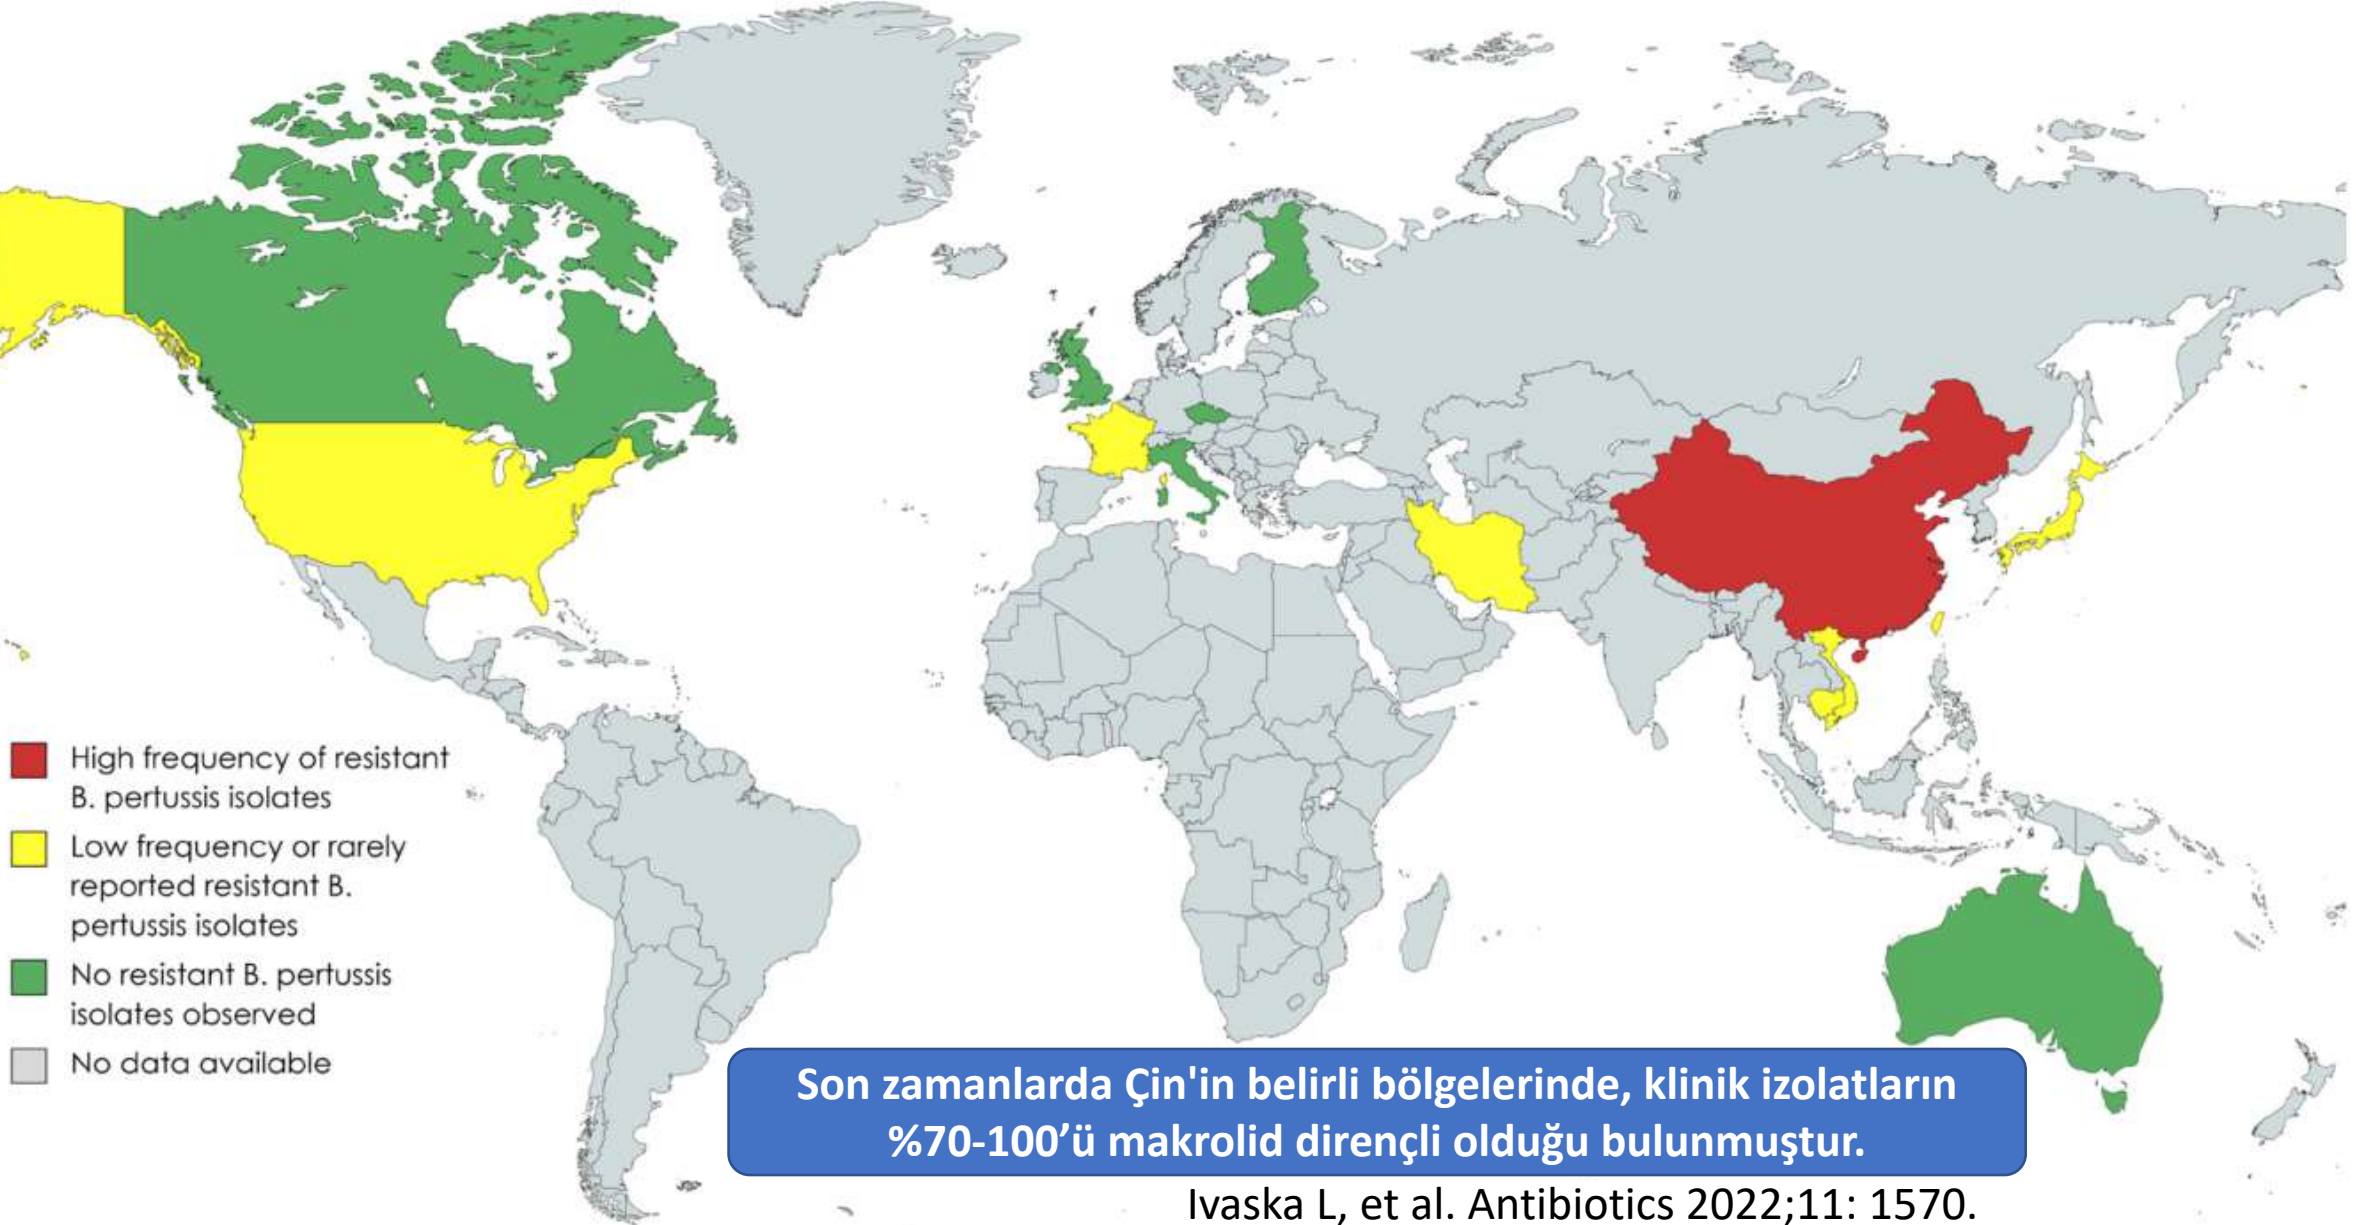 High frequency of resistant
B. pertussis isolates
Low frequency or rarely
reported resistant B.
pertussis isolates
No resistant B. pertussis
isolates observed
No data available
Son zamanlarda Çin'in belirli bölgelerinde, klinik izolatların
%70-100’ü makrolid dirençli olduğu bulunmuştur.
Ivaska L, et al. Antibiotics 2022;11: 1570.